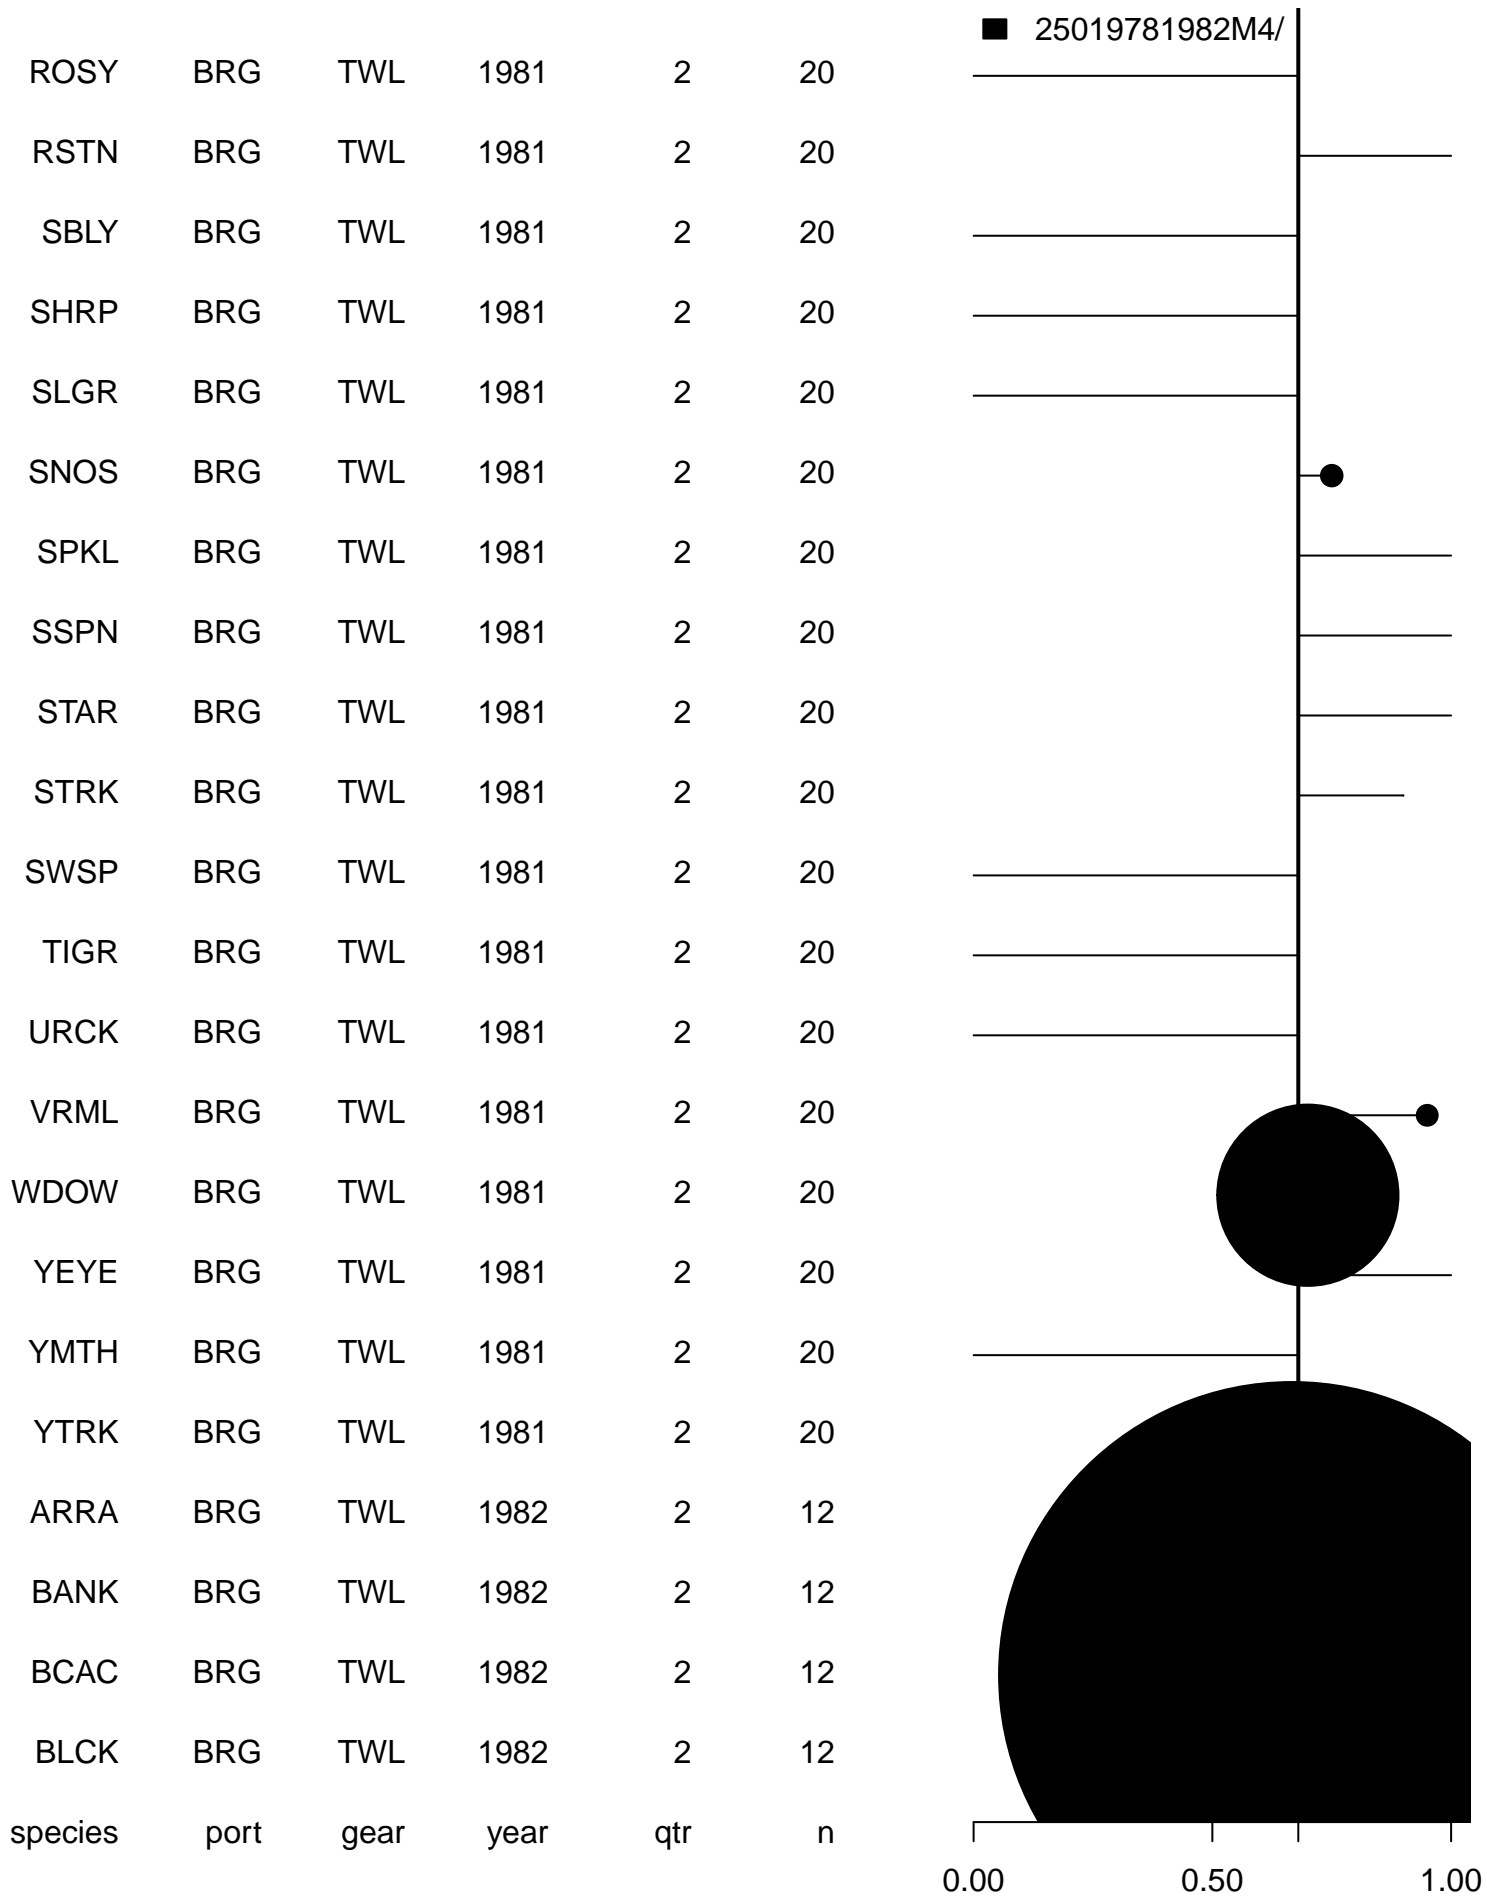 25019781982M4/
ROSY BRG TWL 1981 2 20
RSTN BRG TWL 1981 2 20
SBLY BRG TWL 1981 2 20
SHRP BRG TWL 1981 2 20
SLGR BRG TWL 1981 2 20
SNOS BRG TWL 1981 2 20
SPKL BRG TWL 1981 2 20
SSPN BRG TWL 1981 2 20
STAR BRG TWL 1981 2 20
STRK BRG TWL 1981 2 20
SWSP BRG TWL 1981 2 20
TIGR BRG TWL 1981 2 20
URCK BRG TWL 1981 2 20
VRML BRG TWL 1981 2 20
WDOW BRG TWL 1981 2 20
YEYE BRG TWL 1981 2 20
YMTH BRG TWL 1981 2 20
YTRK BRG TWL 1981 2 20
ARRA BRG TWL 1982 2 12
BANK BRG TWL 1982 2 12
BCAC BRG TWL 1982 2 12
BLCK BRG TWL 1982 2 12
species port gear year qtr n
0.00 0.50 1.00